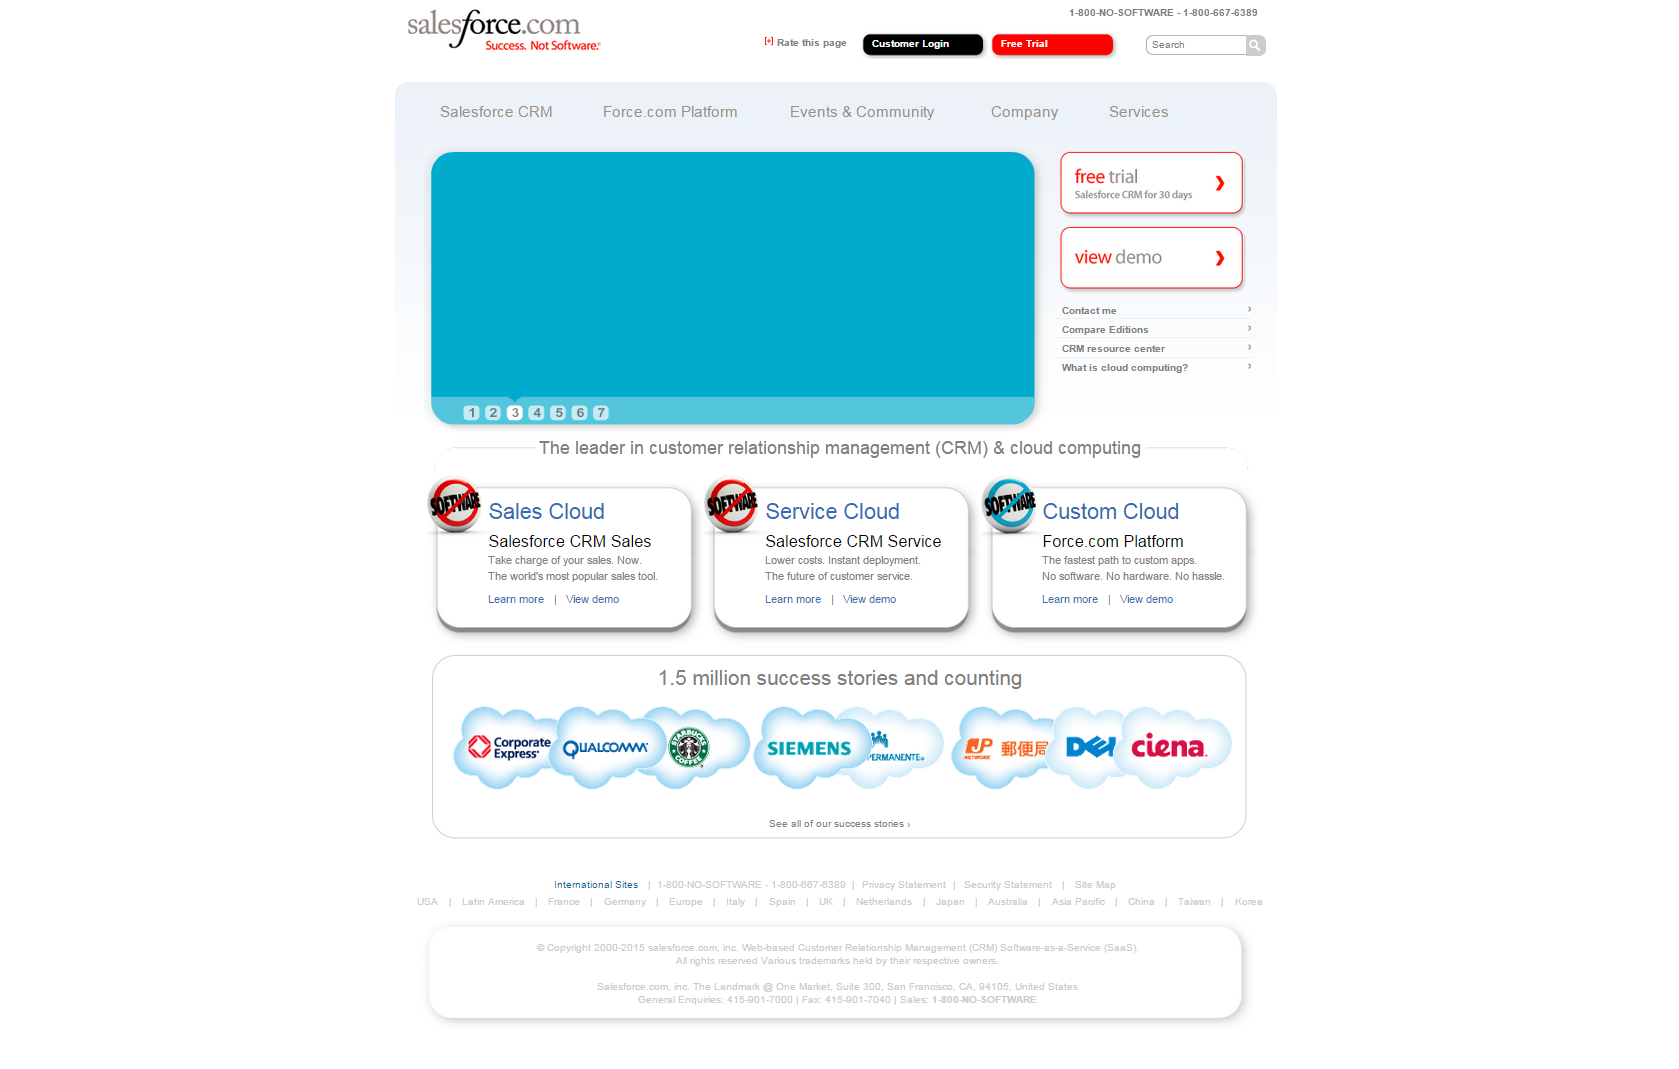 salesforce.com
Success. Not Software.®
1-800-NO-SOFTWARE - 1-800-667-6389
[+] Rate this page
Customer Login
Free Trial
Search
Salesforce CRM
Force.com Platform
Events & Community
Company
Services
free trial
Salesforce CRM for 30 days
view demo
Contact me
Compare Editions
CRM resource center
What is cloud computing?
1 2 3 4 5 6 7
The leader in customer relationship management (CRM) & cloud computing
SOFTWARE
Sales Cloud
Salesforce CRM Sales
Take charge of your sales. Now.
The world's most popular sales tool.
Learn more | View demo
SOFTWARE
Service Cloud
Salesforce CRM Service
Lower costs. Instant deployment.
The future of customer service.
Learn more | View demo
SOFTWARE
Custom Cloud
Force.com Platform
The fastest path to custom apps.
No software. No hardware. No hassle.
Learn more | View demo
1.5 million success stories and counting
Corporate
Express®
QUALCOMM
STARBUCKS
COFFEE
SIEMENS
PERMANENTE®
JP
NETWORK
郵便局
DELL
ciena.
See all of our success stories ›
International Sites | 1-800-NO-SOFTWARE - 1-800-667-6389 | Privacy Statement | Security Statement | Site Map
USA | Latin America | France | Germany | Europe | Italy | Spain | UK | Netherlands | Japan | Australia | Asia Pacific | China | Taiwan | Korea
© Copyright 2000-2015 salesforce.com, inc. Web-based Customer Relationship Management (CRM) Software-as-a-Service (SaaS).
All rights reserved Various trademarks held by their respective owners.
Salesforce.com, inc. The Landmark @ One Market, Suite 300, San Francisco, CA, 94105, United States
General Enquiries: 415-901-7000 | Fax: 415-901-7040 | Sales: 1-800-NO-SOFTWARE